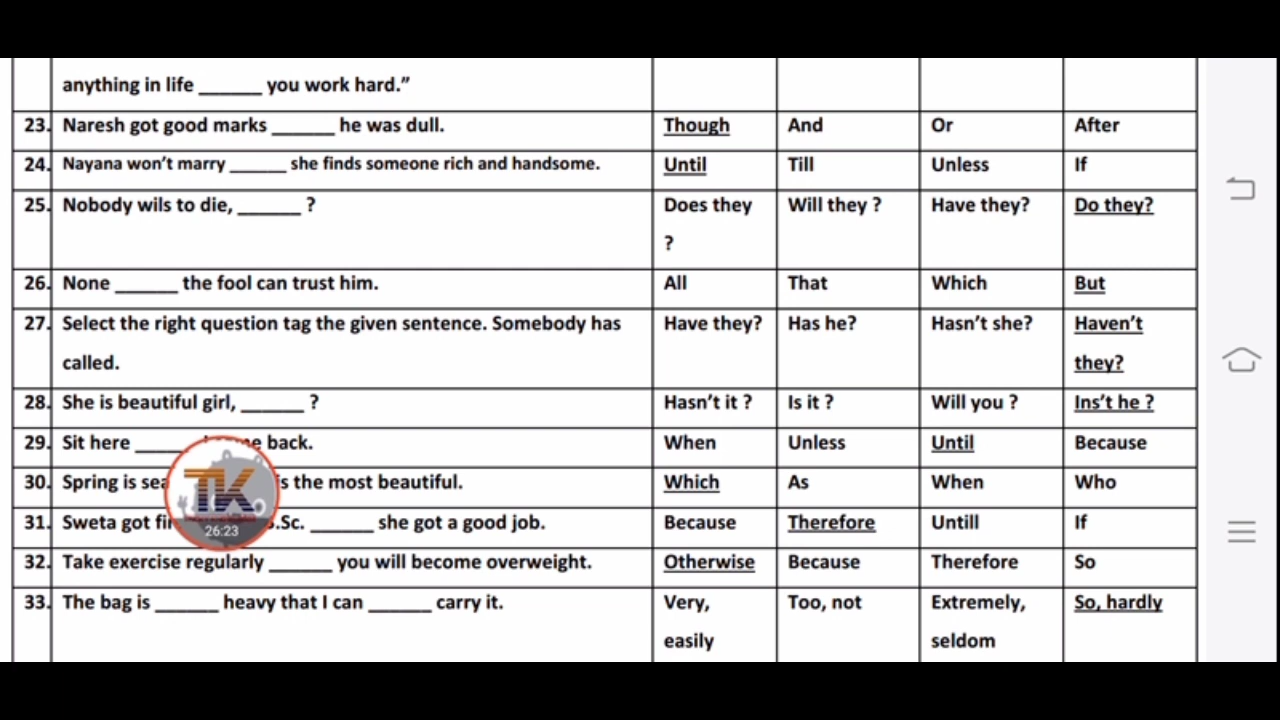 anything in life ______ you work hard.”
23. Naresh got good marks ______ he was dull. Though And Or After
24. Nayana won’t marry ______ she finds someone rich and handsome. Until Till Unless If
25. Nobody wils to die, ______ ? Does they Will they ? Have they? Do they?
?
26. None ______ the fool can trust him. All That Which But
27. Select the right question tag the given sentence. Somebody has Have they? Has he? Hasn’t she? Haven’t
called. they?
28. She is beautiful girl, ______ ? Hasn’t it ? Is it ? Will you ? Ins’t he ?
29. Sit here ______ back. When Unless Until Because
30. Spring is the most beautiful. Which As When Who
TK
31. Sweta got .Sc. ______ she got a good job. Because Therefore Untill If
26:23
32. Take exercise regularly ______ you will become overweight. Otherwise Because Therefore So
33. The bag is ______ heavy that I can ______ carry it. Very, Too, not Extremely, So, hardly
easily seldom